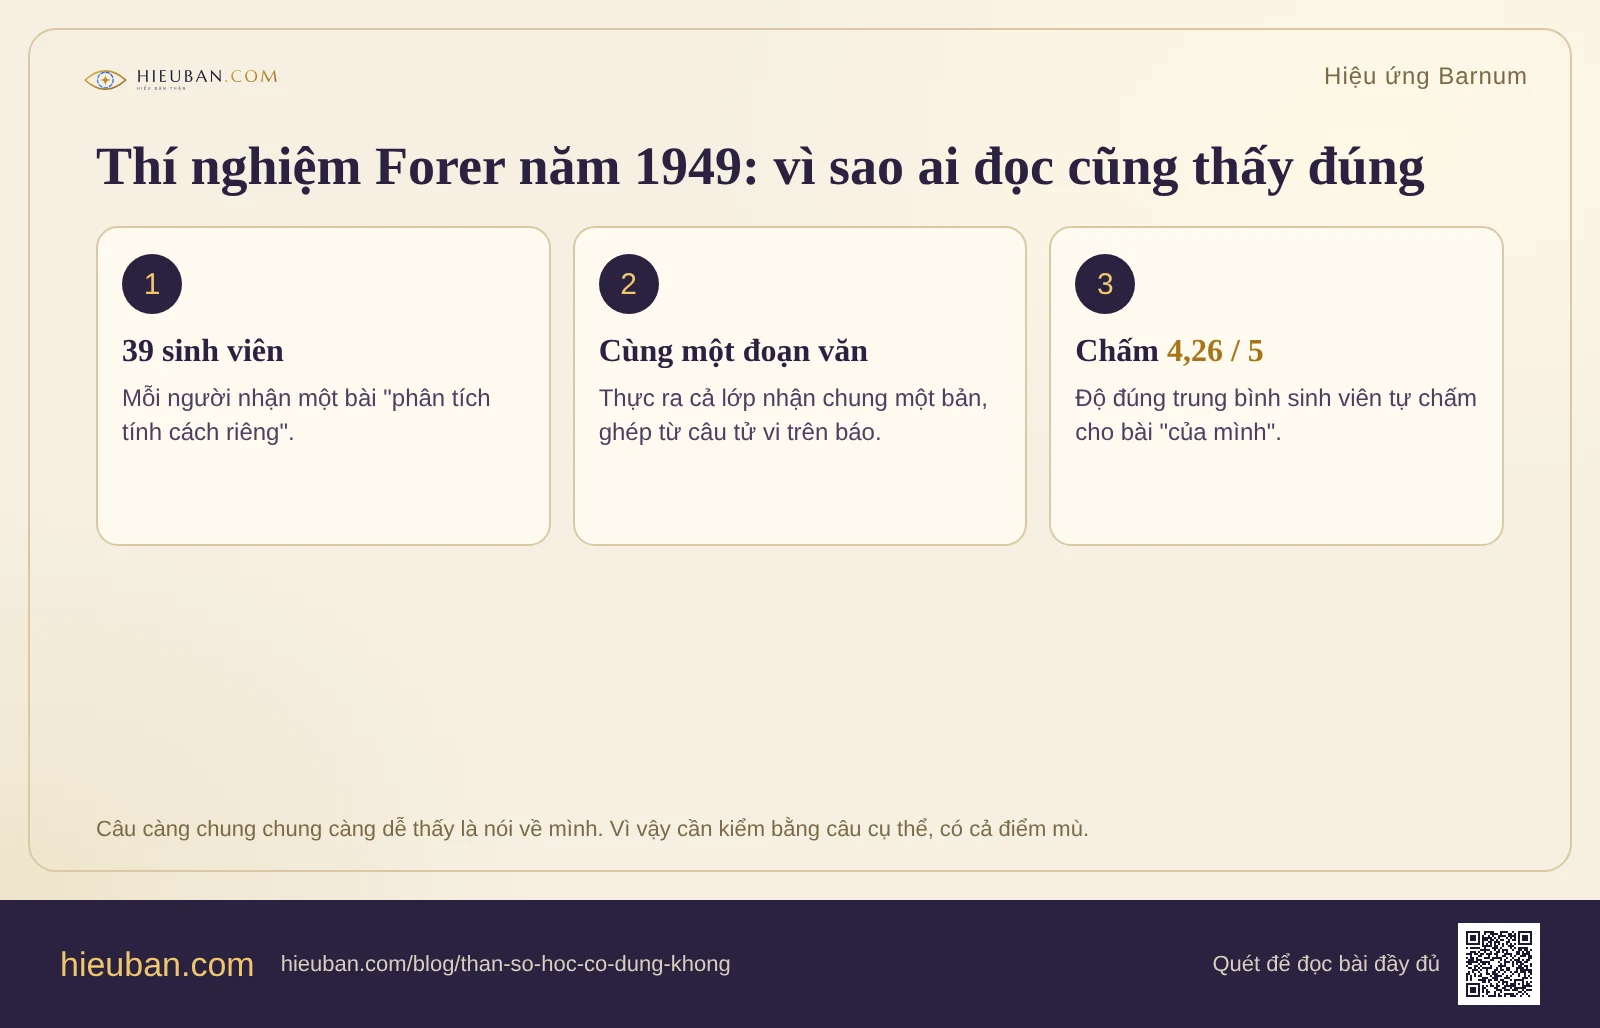 HIEUBAN.COM
HIỂU BẢN THÂN
Hiệu ứng Barnum
Thí nghiệm Forer năm 1949: vì sao ai đọc cũng thấy đúng
1
39 sinh viên
Mỗi người nhận một bài "phân tích
tính cách riêng".
2
Cùng một đoạn văn
Thực ra cả lớp nhận chung một bản,
ghép từ câu tử vi trên báo.
3
Chấm 4,26 / 5
Độ đúng trung bình sinh viên tự chấm
cho bài "của mình".
Câu càng chung chung càng dễ thấy là nói về mình. Vì vậy cần kiểm bằng câu cụ thể, có cả điểm mù.
hieuban.com
hieuban.com/blog/than-so-hoc-co-dung-khong
Quét để đọc bài đầy đủ